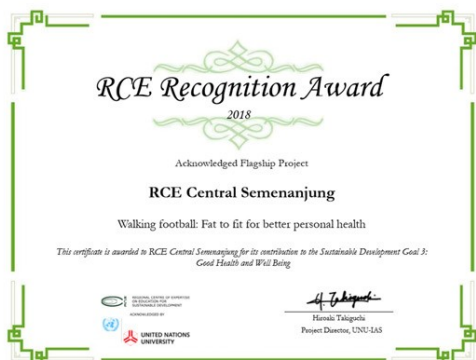 RCE Recognition Award
2018
Acknowledged Flagship Project
RCE Central Semenanjung
Walking football: Fat to fit for better personal health
This certificate is awarded to RCE Central Semenanjung for its contribution to the Sustainable Development Goal 3:
Good Health and Well Being
REGIONAL CENTRE OF EXPERTISE
ON EDUCATION FOR
SUSTAINABLE DEVELOPMENT
ACKNOWLEDGED BY
UNITED NATIONS
UNIVERSITY
H. Takiguchi
Hiroaki Takiguchi
Project Director, UNU-IAS